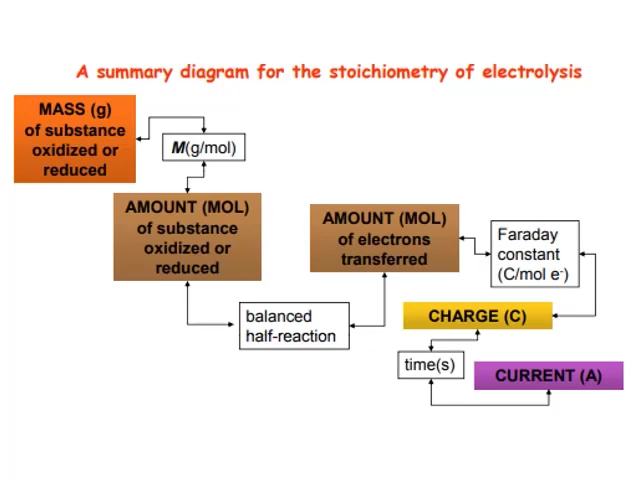 A summary diagram for the stoichiometry of electrolysis
MASS (g)
of substance
oxidized or
reduced
M(g/mol)
AMOUNT (MOL)
of substance
oxidized or
reduced
AMOUNT (MOL)
of electrons
transferred
Faraday
constant
(C/mol e-)
balanced
half-reaction
CHARGE (C)
time(s)
CURRENT (A)